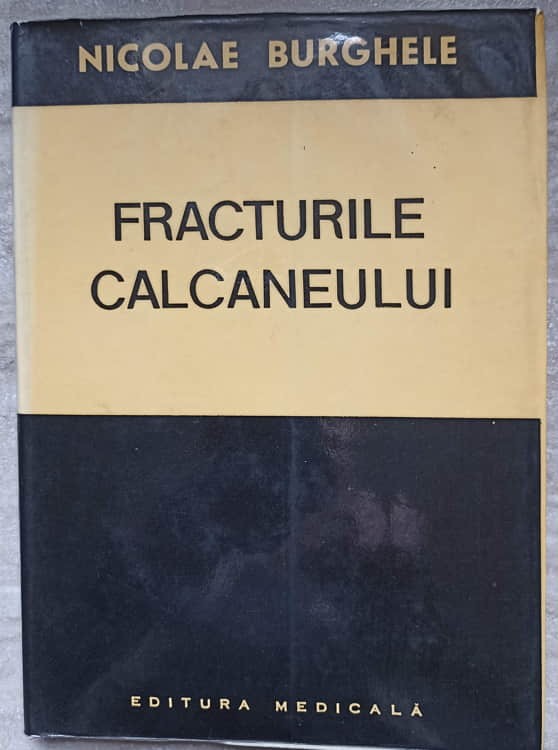 NICOLAE BURGHELE
FRACTURILE
CALCANEULUI
EDITURA MEDICALĂ